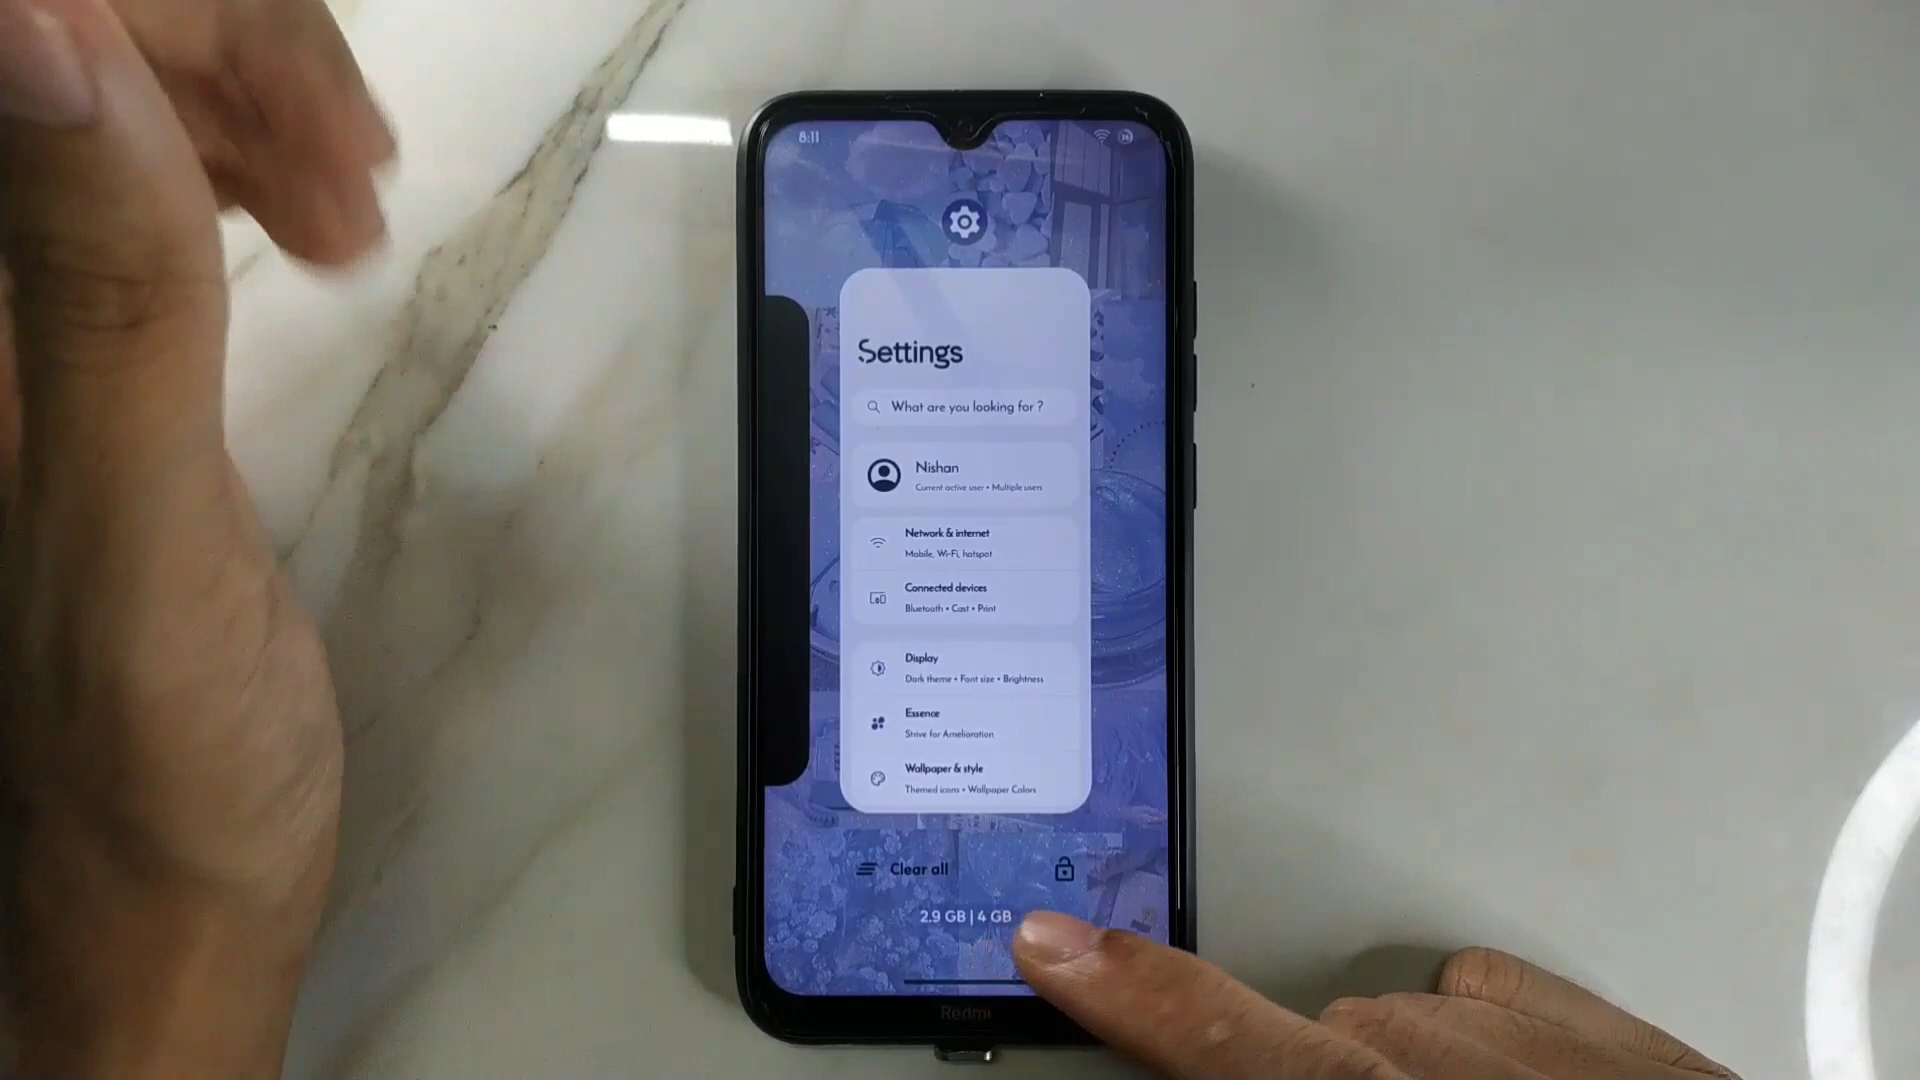 8:11
Settings
What are you looking for ?
Nishan
Current active user • Multiple users
Network & internet
Mobile, Wi-Fi, hotspot
Connected devices
Bluetooth • Cast • Print
Display
Dark theme • Font size • Brightness
Essence
Strive for Amelioration
Wallpaper & style
Themed icons • Wallpaper Colors
Clear all
2.9 GB | 4 GB
Redmi